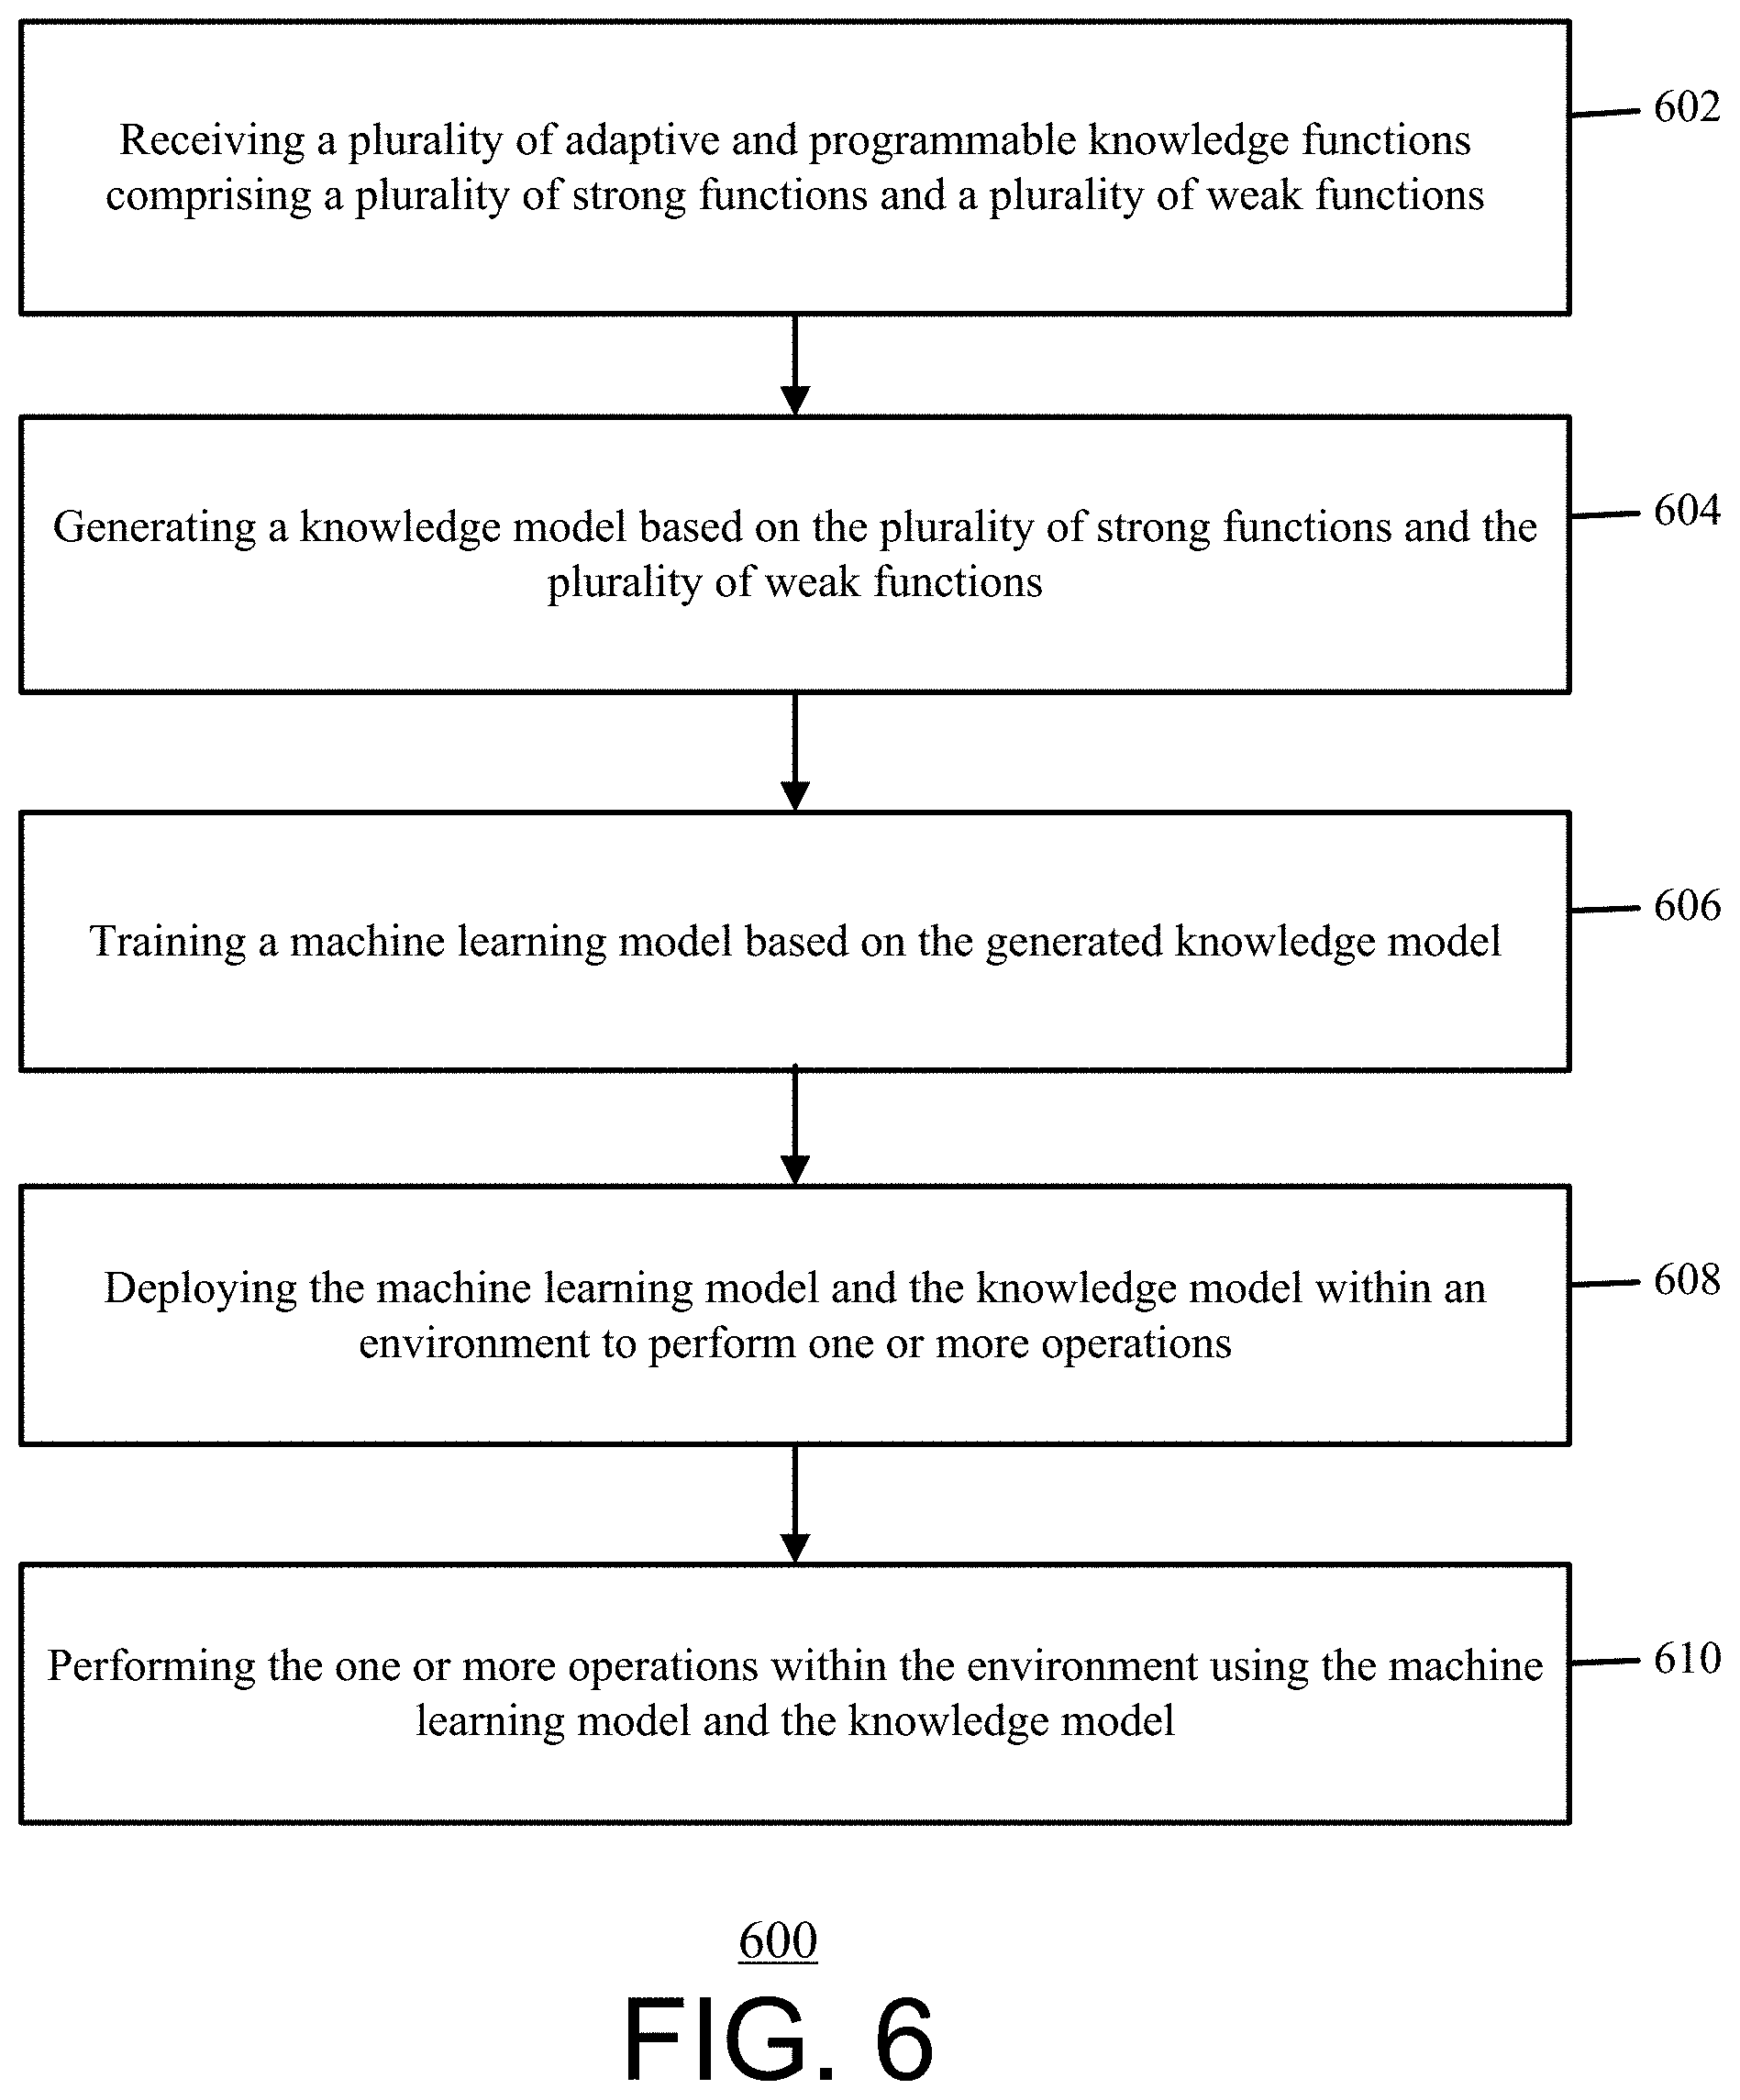 Receiving a plurality of adaptive and programmable knowledge functions
comprising a plurality of strong functions and a plurality of weak functions
602
Generating a knowledge model based on the plurality of strong functions and the
plurality of weak functions
604
Training a machine learning model based on the generated knowledge model
606
Deploying the machine learning model and the knowledge model within an
environment to perform one or more operations
608
Performing the one or more operations within the environment using the machine
learning model and the knowledge model
610
600
FIG. 6